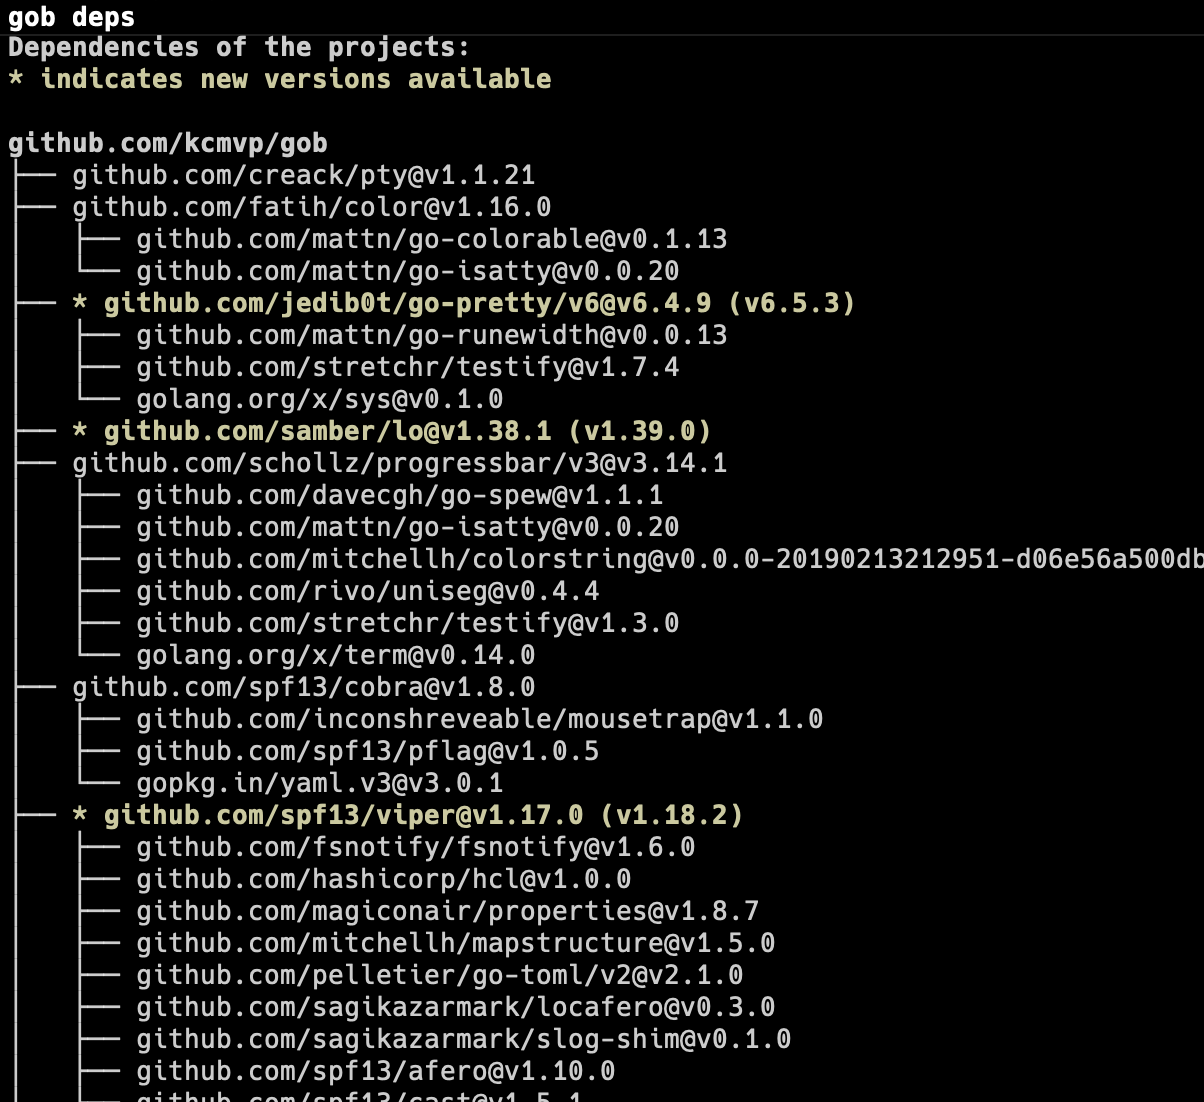 gob deps
Dependencies of the projects:
* indicates new versions available
github.com/kcmvp/gob
├── github.com/creack/pty@v1.1.21
├── github.com/fatih/color@v1.16.0
│   ├── github.com/mattn/go-colorable@v0.1.13
│   └── github.com/mattn/go-isatty@v0.0.20
├── * github.com/jedib0t/go-pretty/v6@v6.4.9 (v6.5.3)
│   ├── github.com/mattn/go-runewidth@v0.0.13
│   ├── github.com/stretchr/testify@v1.7.4
│   └── golang.org/x/sys@v0.1.0
├── * github.com/samber/lo@v1.38.1 (v1.39.0)
├── github.com/schollz/progressbar/v3@v3.14.1
│   ├── github.com/davecgh/go-spew@v1.1.1
│   ├── github.com/mattn/go-isatty@v0.0.20
│   ├── github.com/mitchellh/colorstring@v0.0.0-20190213212951-d06e56a500db
│   ├── github.com/rivo/uniseg@v0.4.4
│   ├── github.com/stretchr/testify@v1.3.0
│   └── golang.org/x/term@v0.14.0
├── github.com/spf13/cobra@v1.8.0
│   ├── github.com/inconshreveable/mousetrap@v1.1.0
│   ├── github.com/spf13/pflag@v1.0.5
│   └── gopkg.in/yaml.v3@v3.0.1
├── * github.com/spf13/viper@v1.17.0 (v1.18.2)
│   ├── github.com/fsnotify/fsnotify@v1.6.0
│   ├── github.com/hashicorp/hcl@v1.0.0
│   ├── github.com/magiconair/properties@v1.8.7
│   ├── github.com/mitchellh/mapstructure@v1.5.0
│   ├── github.com/pelletier/go-toml/v2@v2.1.0
│   ├── github.com/sagikazarmark/locafero@v0.3.0
│   ├── github.com/sagikazarmark/slog-shim@v0.1.0
│   ├── github.com/spf13/afero@v1.10.0
│   ├── github.com/spf13/cast@v1.5.1